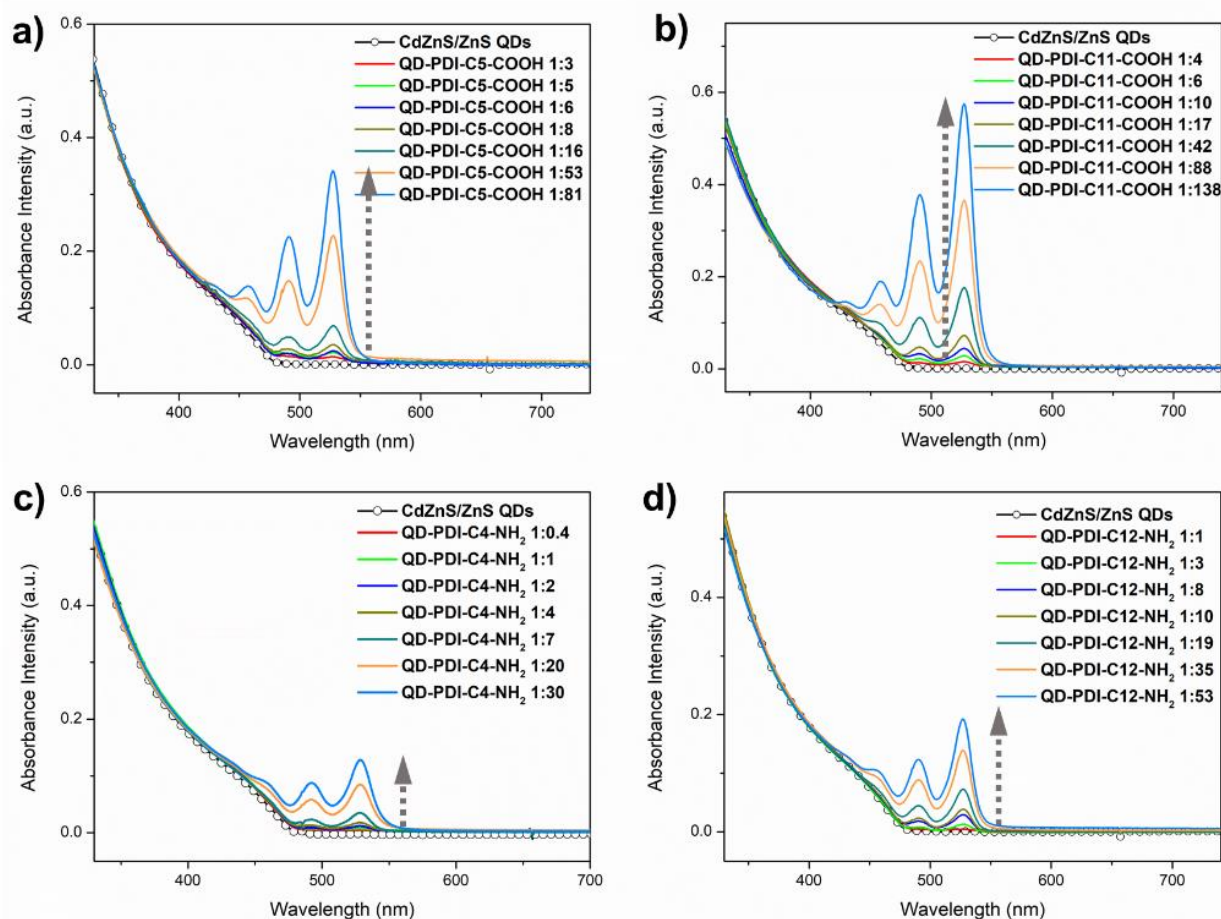 a)
0.6
0.4
0.2
0.0
Absorbance Intensity (a.u.)
CdZnS/ZnS QDs
QD-PDI-C5-COOH 1:3
QD-PDI-C5-COOH 1:5
QD-PDI-C5-COOH 1:6
QD-PDI-C5-COOH 1:8
QD-PDI-C5-COOH 1:16
QD-PDI-C5-COOH 1:53
QD-PDI-C5-COOH 1:81
400 500 600 700
Wavelength (nm)
b)
0.6
0.4
0.2
0.0
Absorbance Intensity (a.u.)
CdZnS/ZnS QDs
QD-PDI-C11-COOH 1:4
QD-PDI-C11-COOH 1:6
QD-PDI-C11-COOH 1:10
QD-PDI-C11-COOH 1:17
QD-PDI-C11-COOH 1:42
QD-PDI-C11-COOH 1:88
QD-PDI-C11-COOH 1:138
400 500 600 700
Wavelength (nm)
c)
0.6
0.4
0.2
0.0
Absorbance Intensity (a.u.)
CdZnS/ZnS QDs
QD-PDI-C4-NH₂ 1:0.4
QD-PDI-C4-NH₂ 1:1
QD-PDI-C4-NH₂ 1:2
QD-PDI-C4-NH₂ 1:4
QD-PDI-C4-NH₂ 1:7
QD-PDI-C4-NH₂ 1:20
QD-PDI-C4-NH₂ 1:30
400 500 600 700
Wavelength (nm)
d)
0.4
0.2
0.0
Absorbance Intensity (a.u.)
CdZnS/ZnS QDs
QD-PDI-C12-NH₂ 1:1
QD-PDI-C12-NH₂ 1:3
QD-PDI-C12-NH₂ 1:8
QD-PDI-C12-NH₂ 1:10
QD-PDI-C12-NH₂ 1:19
QD-PDI-C12-NH₂ 1:35
QD-PDI-C12-NH₂ 1:53
400 500 600 700
Wavelength (nm)